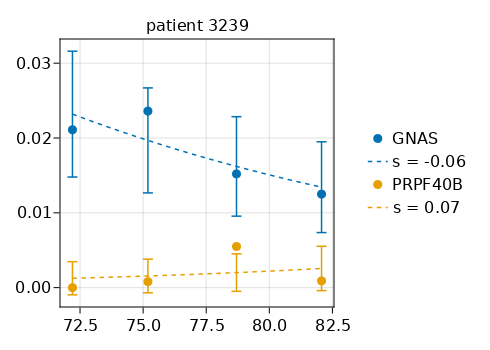 patient 3239
0.03
0.02
0.01
0.00
72.5 75.0 77.5 80.0 82.5
GNAS
s = -0.06
PRPF40B
s = 0.07